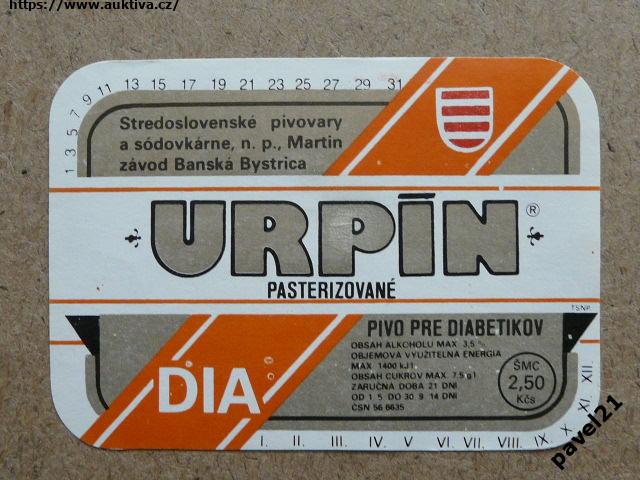 https://www.auktiva.cz/
1 3 5 7 9 11 13 15 17 19 21 23 25 27 29 31
Stredoslovenské pivovary
a sódovkárne, n. p., Martin
závod Banská Bystrica
URPÍN ®
PASTERIZOVANÉ
TSNP
PIVO PRE DIABETIKOV
OBSAH ALKOHOLU MAX. 3,5 %
OBJEMOVÁ VYUŽITEĽNÁ ENERGIA
MAX. 1400 kJ/l
OBSAH CUKROV MAX. 7,5 g/l
ZÁRUČNÁ DOBA 21 DNÍ
OD 1. 5. DO 30. 9. 14 DNÍ
ČSN 56 6635
ŠMC
2,50
Kčs
DIA
I. II. III. IV. V VI. VII. VIII. IX X. XI. XII.
pavel21